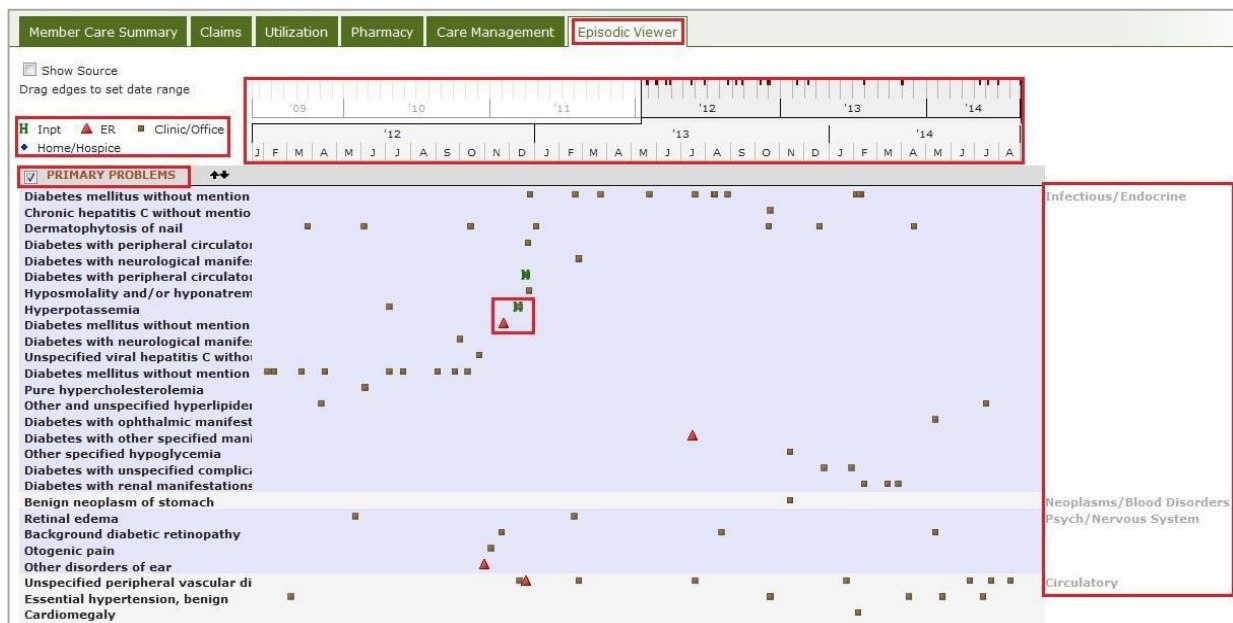 Member Care Summary Claims Utilization Pharmacy Care Management Episodic Viewer
Show Source
Drag edges to set date range
'09 '10 '11 '12 '13 '14
H Inpt ER Clinic/Office
Home/Hospice
'12 '13 '14
J F M A M J J A S O N D J F M A M J J A S O N D J F M A M J J A
PRIMARY PROBLEMS
Diabetes mellitus without mention Infectious/Endocrine
Chronic hepatitis C without mentio
Dermatophytosis of nail
Diabetes with peripheral circulator
Diabetes with neurological manifes
Diabetes with peripheral circulator
Hyposmolality and/or hyponatrem
Hyperpotassemia
Diabetes mellitus without mention
Diabetes with neurological manifes
Unspecified viral hepatitis C withou
Diabetes mellitus without mention
Pure hypercholesterolemia
Other and unspecified hyperlipider
Diabetes with ophthalmic manifest
Diabetes with other specified mani
Other specified hypoglycemia
Diabetes with unspecified complica
Diabetes with renal manifestations
Benign neoplasm of stomach Neoplasms/Blood Disorders
Retinal edema Psych/Nervous System
Background diabetic retinopathy
Otogenic pain
Other disorders of ear
Unspecified peripheral vascular di Circulatory
Essential hypertension, benign
Cardiomegaly